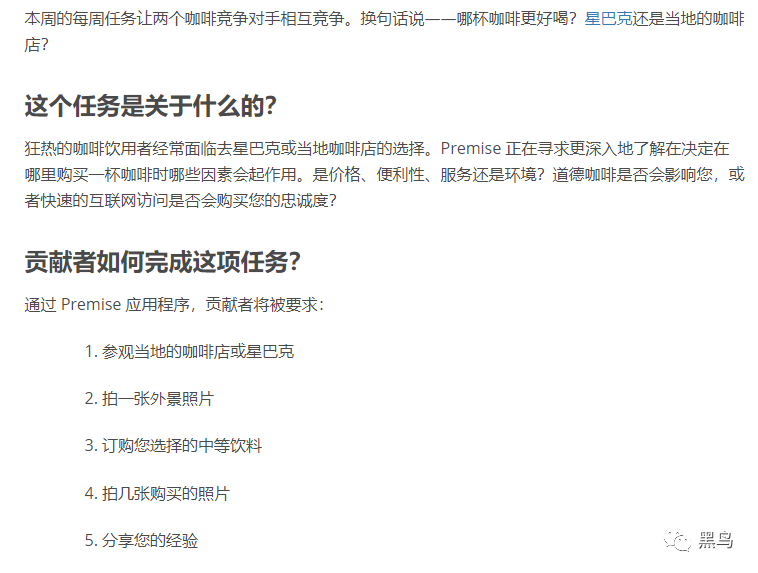 本周的每周任务让两个咖啡竞争对手相互竞争。换句话说——哪杯咖啡更好喝？星巴克还是当地的咖啡
店？
这个任务是关于什么的？
狂热的咖啡饮用者经常面临去星巴克或当地咖啡店的选择。Premise 正在寻求更深入地了解在决定在
哪里购买一杯咖啡时哪些因素会起作用。是价格、便利性、服务还是环境？道德咖啡是否会影响您，或
者快速的互联网访问是否会购买您的忠诚度？
贡献者如何完成这项任务？
通过 Premise 应用程序，贡献者将被要求：
1. 参观当地的咖啡店或星巴克
2. 拍一张外景照片
3. 订购您选择的中等饮料
4. 拍几张购买的照片
5. 分享您的经验
黑鸟